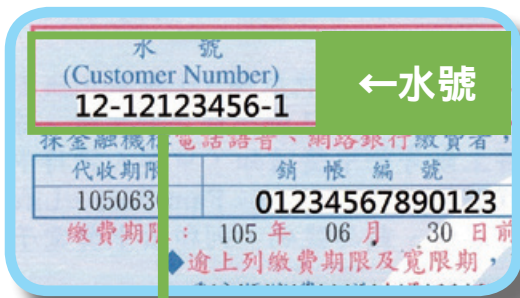 水號
(Customer Number)
12-12123456-1
←水號
電話語音、網路銀行繳費者，
代收期限 銷帳編號
1050630 01234567890123
繳費期限： 105 年 06 月 30 日前
◆逾上列繳費期限及寬限期，